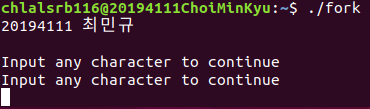 chlalsrb116@20194111ChoiMinKyu:~$ ./fork
20194111 최민규
Input any character to continue
Input any character to continue